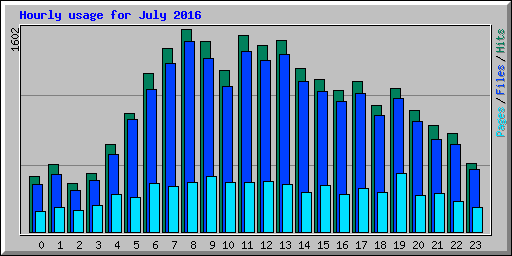 Hourly usage for July 2016
1602
Pages/Files/Hits
0 1 2 3 4 5 6 7 8 9 10 11 12 13 14 15 16 17 18 19 20 21 22 23